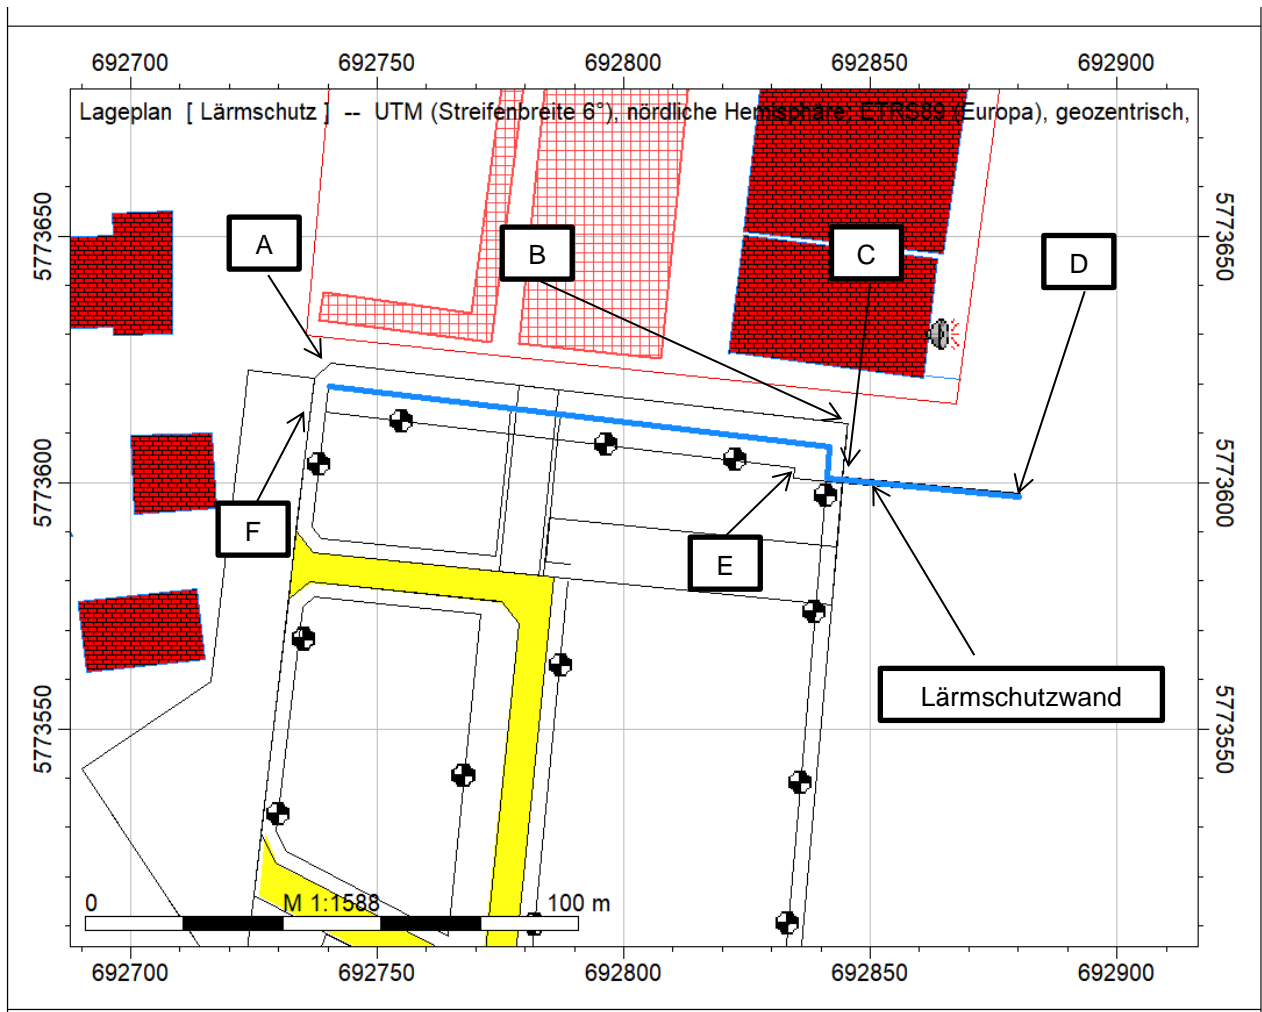 692700 692750 692800 692850 692900
Lageplan [ Lärmschutz ] -- UTM (Streifenbreite 6°), nördliche Hemisphäre, ETRS89 (Europa), geozentrisch,
5773650
5773650
A
B
C
D
5773600
5773600
F
E
Lärmschutzwand
5773550
5773550
0 M 1:1588 100 m
692700 692750 692800 692850 692900